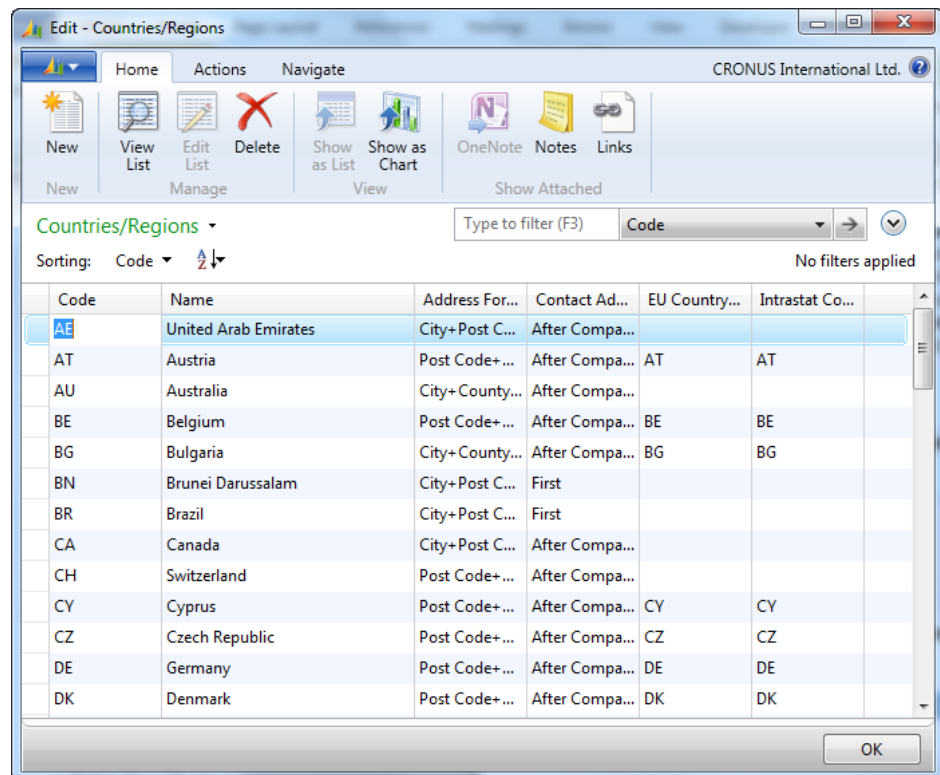 Edit - Countries/Regions
Home Actions Navigate CRONUS International Ltd.
New View List Edit List Delete Show as List Show as Chart OneNote Notes Links
New Manage View Show Attached
Countries/Regions Type to filter (F3) Code
Sorting: Code A Z No filters applied
Code Name Address For... Contact Ad... EU Country... Intrastat Co...
AE United Arab Emirates City+Post C... After Compa...
AT Austria Post Code+... After Compa... AT AT
AU Australia City+County... After Compa...
BE Belgium Post Code+... After Compa... BE BE
BG Bulgaria City+County... After Compa... BG BG
BN Brunei Darussalam City+Post C... First
BR Brazil City+Post C... First
CA Canada City+Post C... After Compa...
CH Switzerland Post Code+... After Compa...
CY Cyprus Post Code+... After Compa... CY CY
CZ Czech Republic Post Code+... After Compa... CZ CZ
DE Germany Post Code+... After Compa... DE DE
DK Denmark Post Code+... After Compa... DK DK
OK